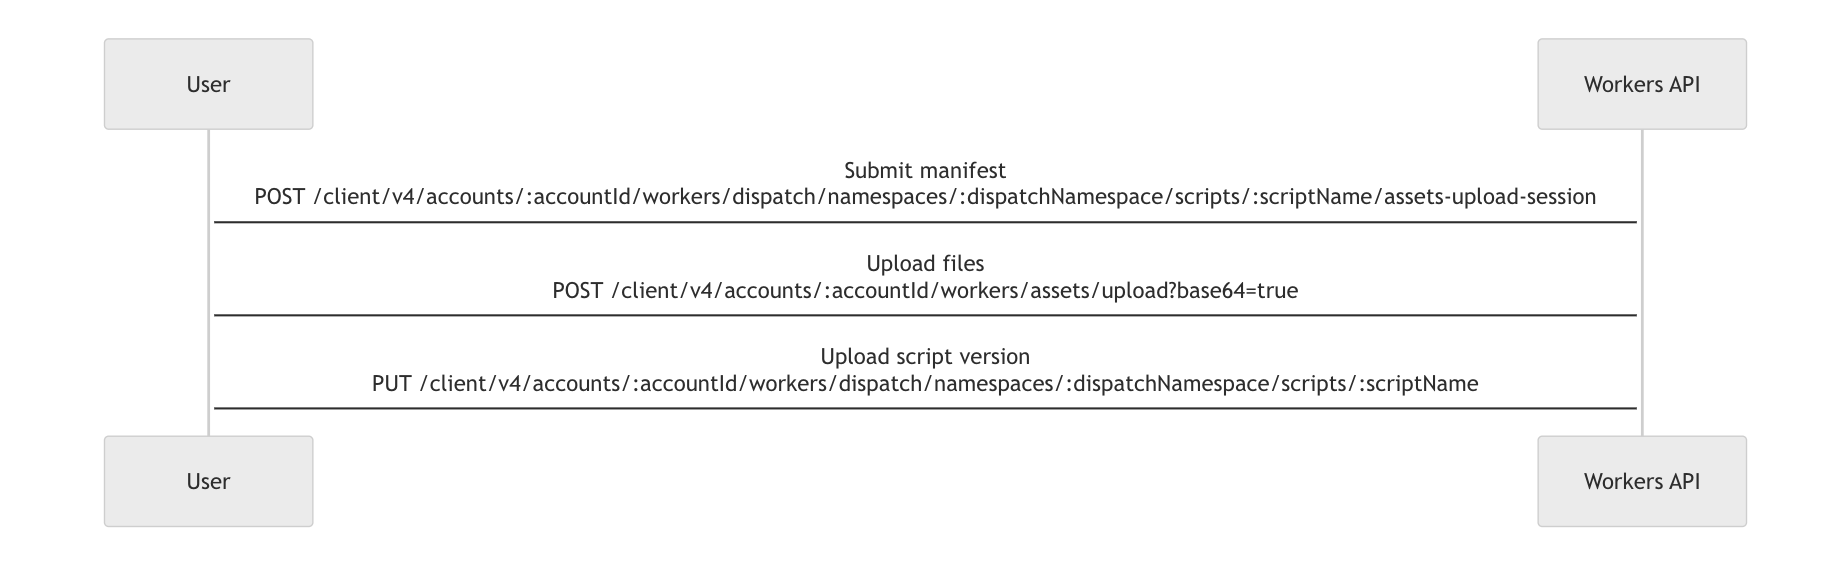 User
Workers API
Submit manifest
POST /client/v4/accounts/:accountId/workers/dispatch/namespaces/:dispatchNamespace/scripts/:scriptName/assets-upload-session
Upload files
POST /client/v4/accounts/:accountId/workers/assets/upload?base64=true
Upload script version
PUT /client/v4/accounts/:accountId/workers/dispatch/namespaces/:dispatchNamespace/scripts/:scriptName
User
Workers API